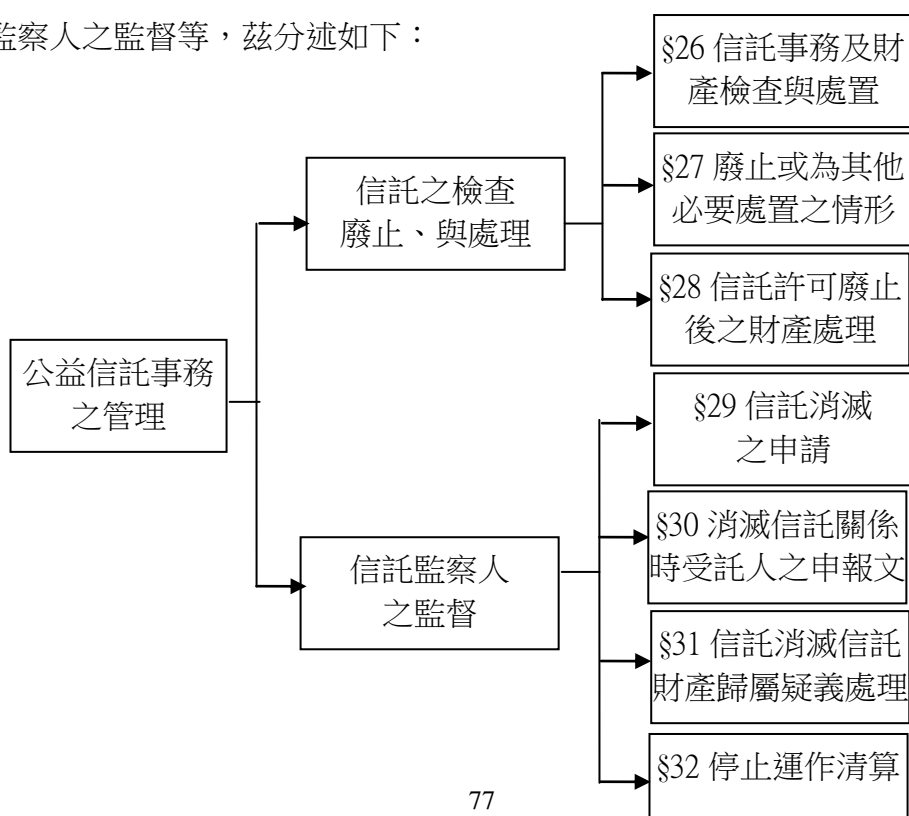 監察人之監督等，茲分述如下：
§26 信託事務及財
產檢查與處置
信託之檢查
廢止、與處理
§27 廢止或為其他
必要處置之情形
§28 信託許可廢止
後之財產處理
公益信託事務
之管理
§29 信託消滅
之申請
信託監察人
之監督
§30 消滅信託關係
時受託人之申報文
§31 信託消滅信託
財產歸屬疑義處理
§32 停止運作清算
77